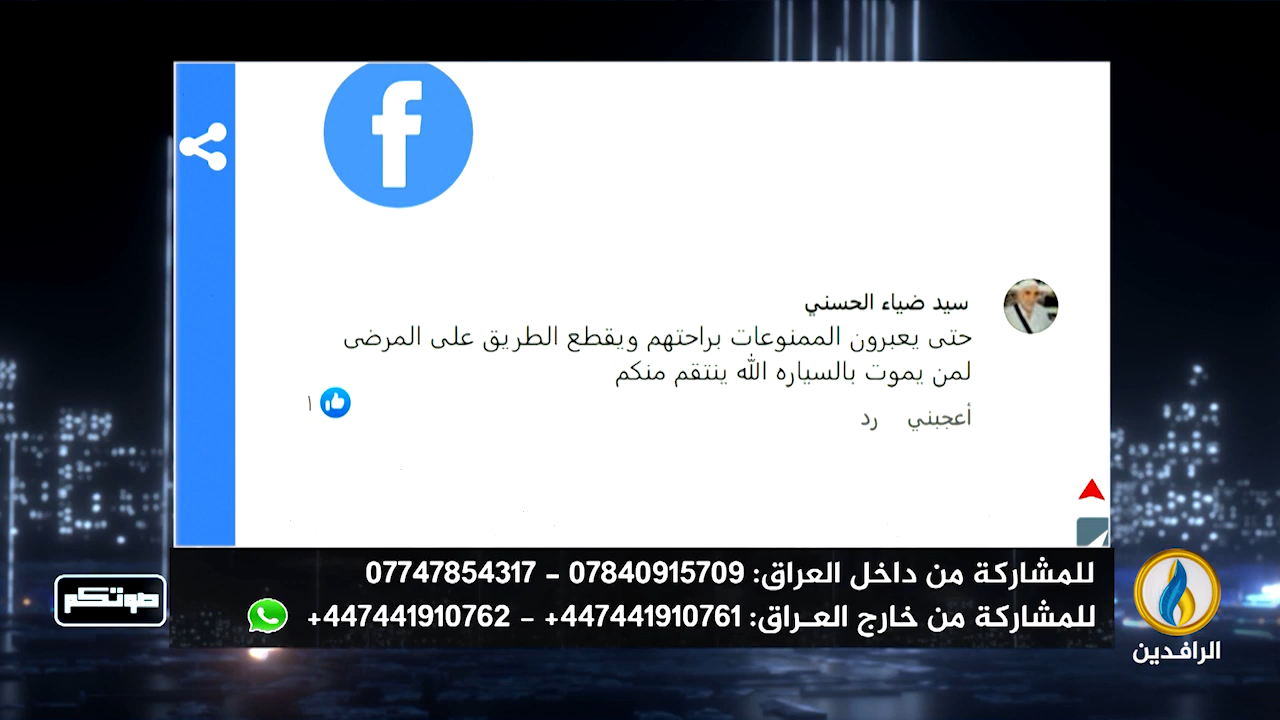 سيد ضياء الحسني
حتى يعبرون الممنوعات براحتهم ويقطع الطريق على المرضى
لمن يموت بالسياره الله ينتقم منكم
أعجبني رد
١
للمشاركة من داخل العراق: 07840915709 - 07747854317
للمشاركة من خارج العراق: 447441910761+ - 447441910762+
صوتكم
الرافدين